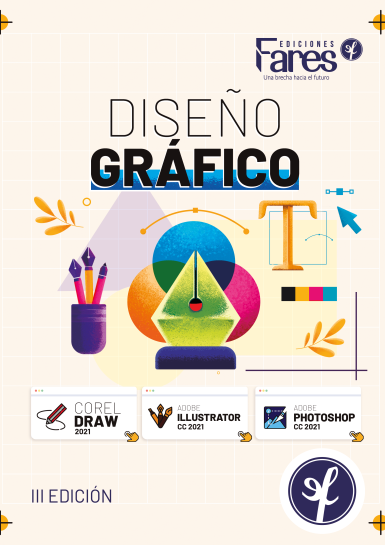 EDICIONES
Fares
Una brecha hacia el futuro
DISEÑO
GRÁFICO
T
COREL
DRAW
2021
ADOBE
ILLUSTRATOR
CC 2021
ADOBE
PHOTOSHOP
CC 2021
III EDICIÓN